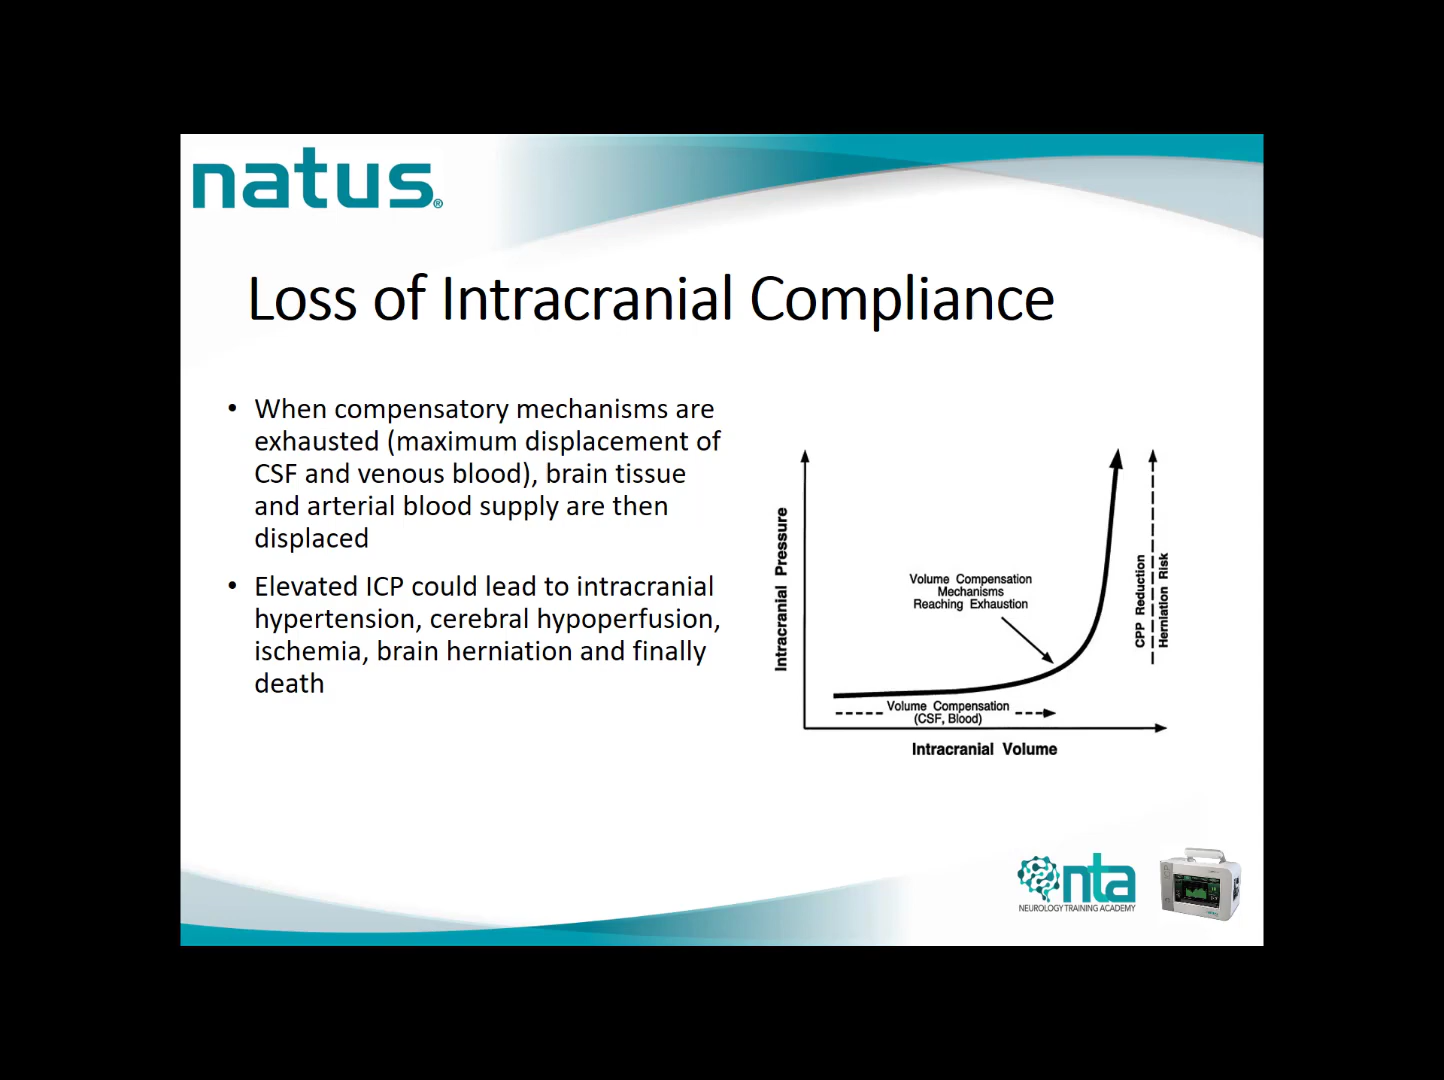 natus®
Loss of Intracranial Compliance
• When compensatory mechanisms are
exhausted (maximum displacement of
CSF and venous blood), brain tissue
and arterial blood supply are then
displaced
• Elevated ICP could lead to intracranial
hypertension, cerebral hypoperfusion,
ischemia, brain herniation and finally
death
Intracranial Pressure
Volume Compensation
Mechanisms
Reaching Exhaustion
CPP Reduction
Herniation Risk
Volume Compensation
(CSF, Blood)
Intracranial Volume
nta
NEUROLOGY TRAINING ACADEMY